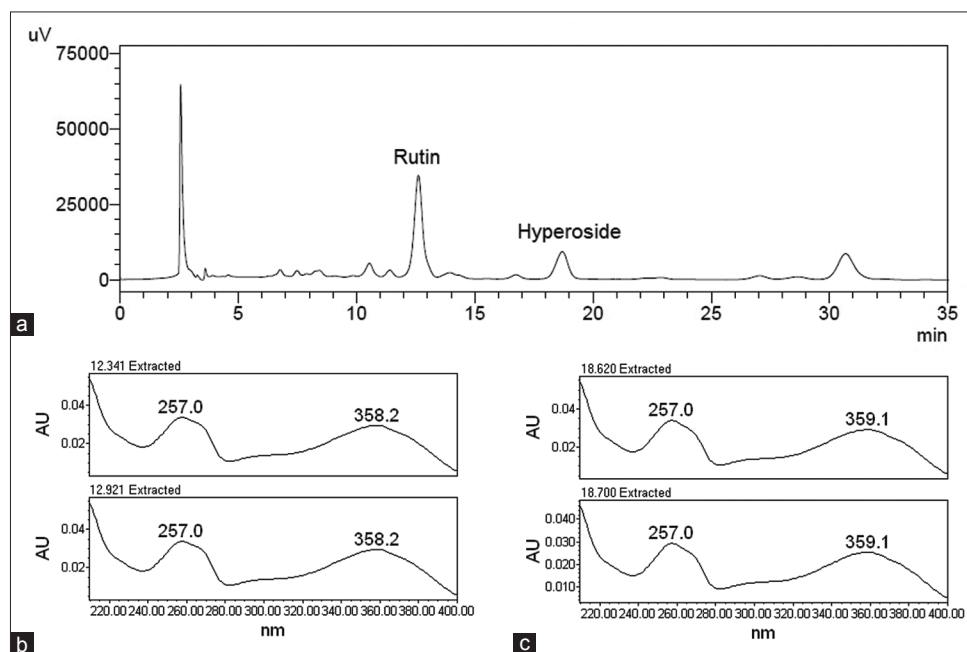 uV
75000
50000
25000
0
Rutin
Hyperoside
0 5 10 15 20 25 30 35
min
a
12.341 Extracted
AU
0.04
0.02
257.0
358.2
12.921 Extracted
AU
0.04
0.02
257.0
358.2
220.00 240.00 260.00 280.00 300.00 320.00 340.00 360.00 380.00 400.00
nm
b
18.620 Extracted
AU
0.04
0.02
257.0
359.1
18.700 Extracted
AU
0.040
0.030
0.020
0.010
257.0
359.1
220.00 240.00 260.00 280.00 300.00 320.00 340.00 360.00 380.00 400.00
nm
c